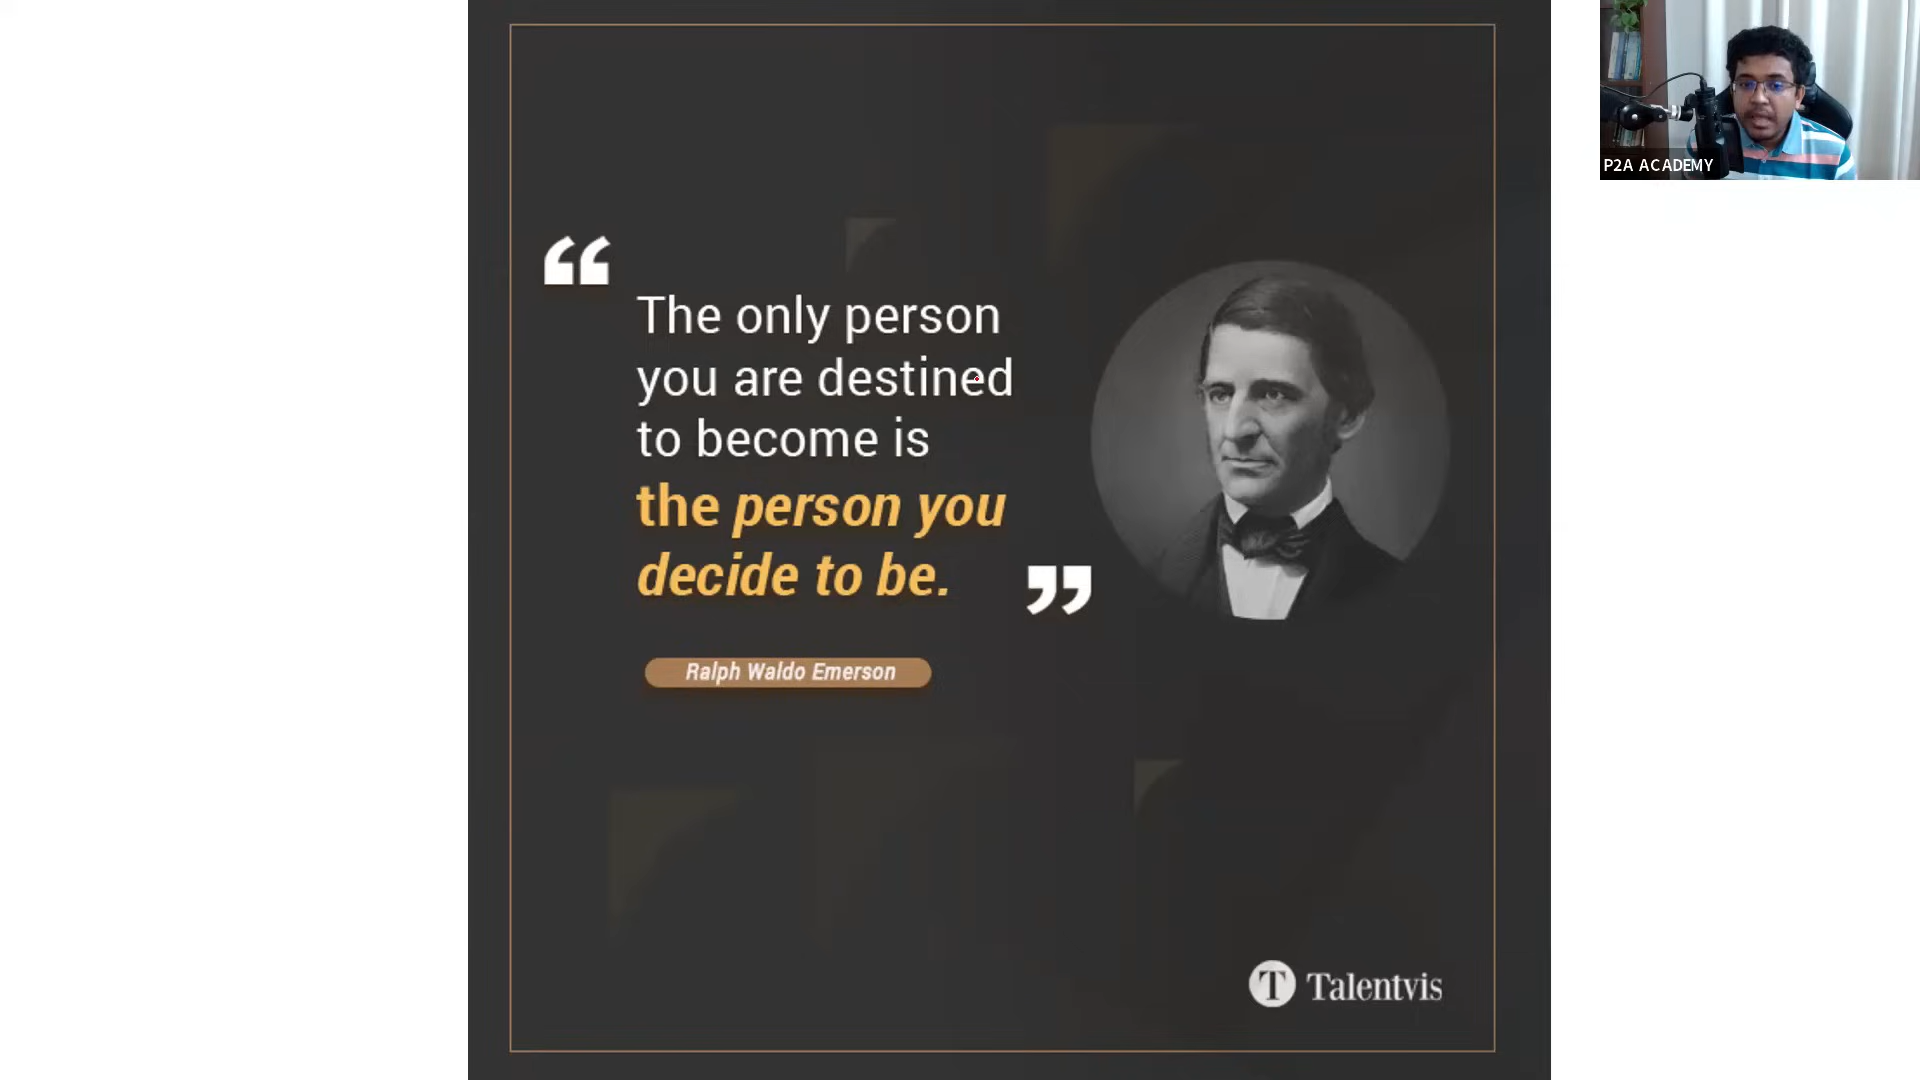 “
The only person
you are destined
to become is
the person you
decide to be.
”
Ralph Waldo Emerson
T Talentvis
P2A ACADEMY